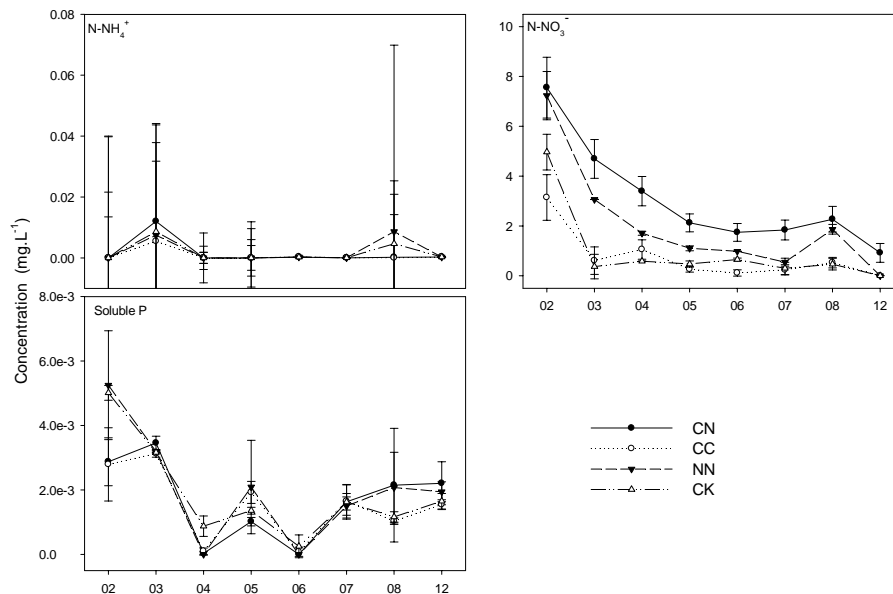 N-NH4+
0.08
0.06
0.04
0.02
0.00
N-NO3-
10
8
6
4
2
0
02 03 04 05 06 07 08 12
Concentration (mg.L-1)
Soluble P
8.0e-3
6.0e-3
4.0e-3
2.0e-3
0.0
02 03 04 05 06 07 08 12
CN
CC
NN
CK